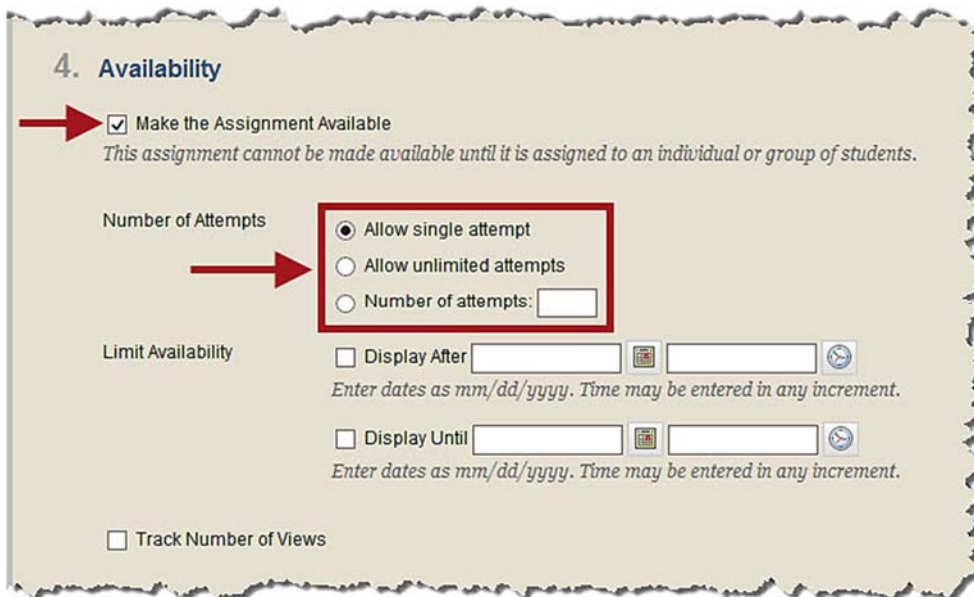 4. Availability
Make the Assignment Available
This assignment cannot be made available until it is assigned to an individual or group of students.
Number of Attempts
Allow single attempt
Allow unlimited attempts
Number of attempts:
Limit Availability
Display After
Enter dates as mm/dd/yyyy. Time may be entered in any increment.
Display Until
Enter dates as mm/dd/yyyy. Time may be entered in any increment.
Track Number of Views